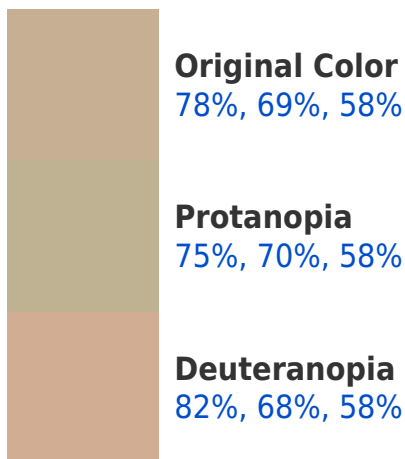 Original Color
78%, 69%, 58%
Protanopia
75%, 70%, 58%
Deuteranopia
82%, 68%, 58%